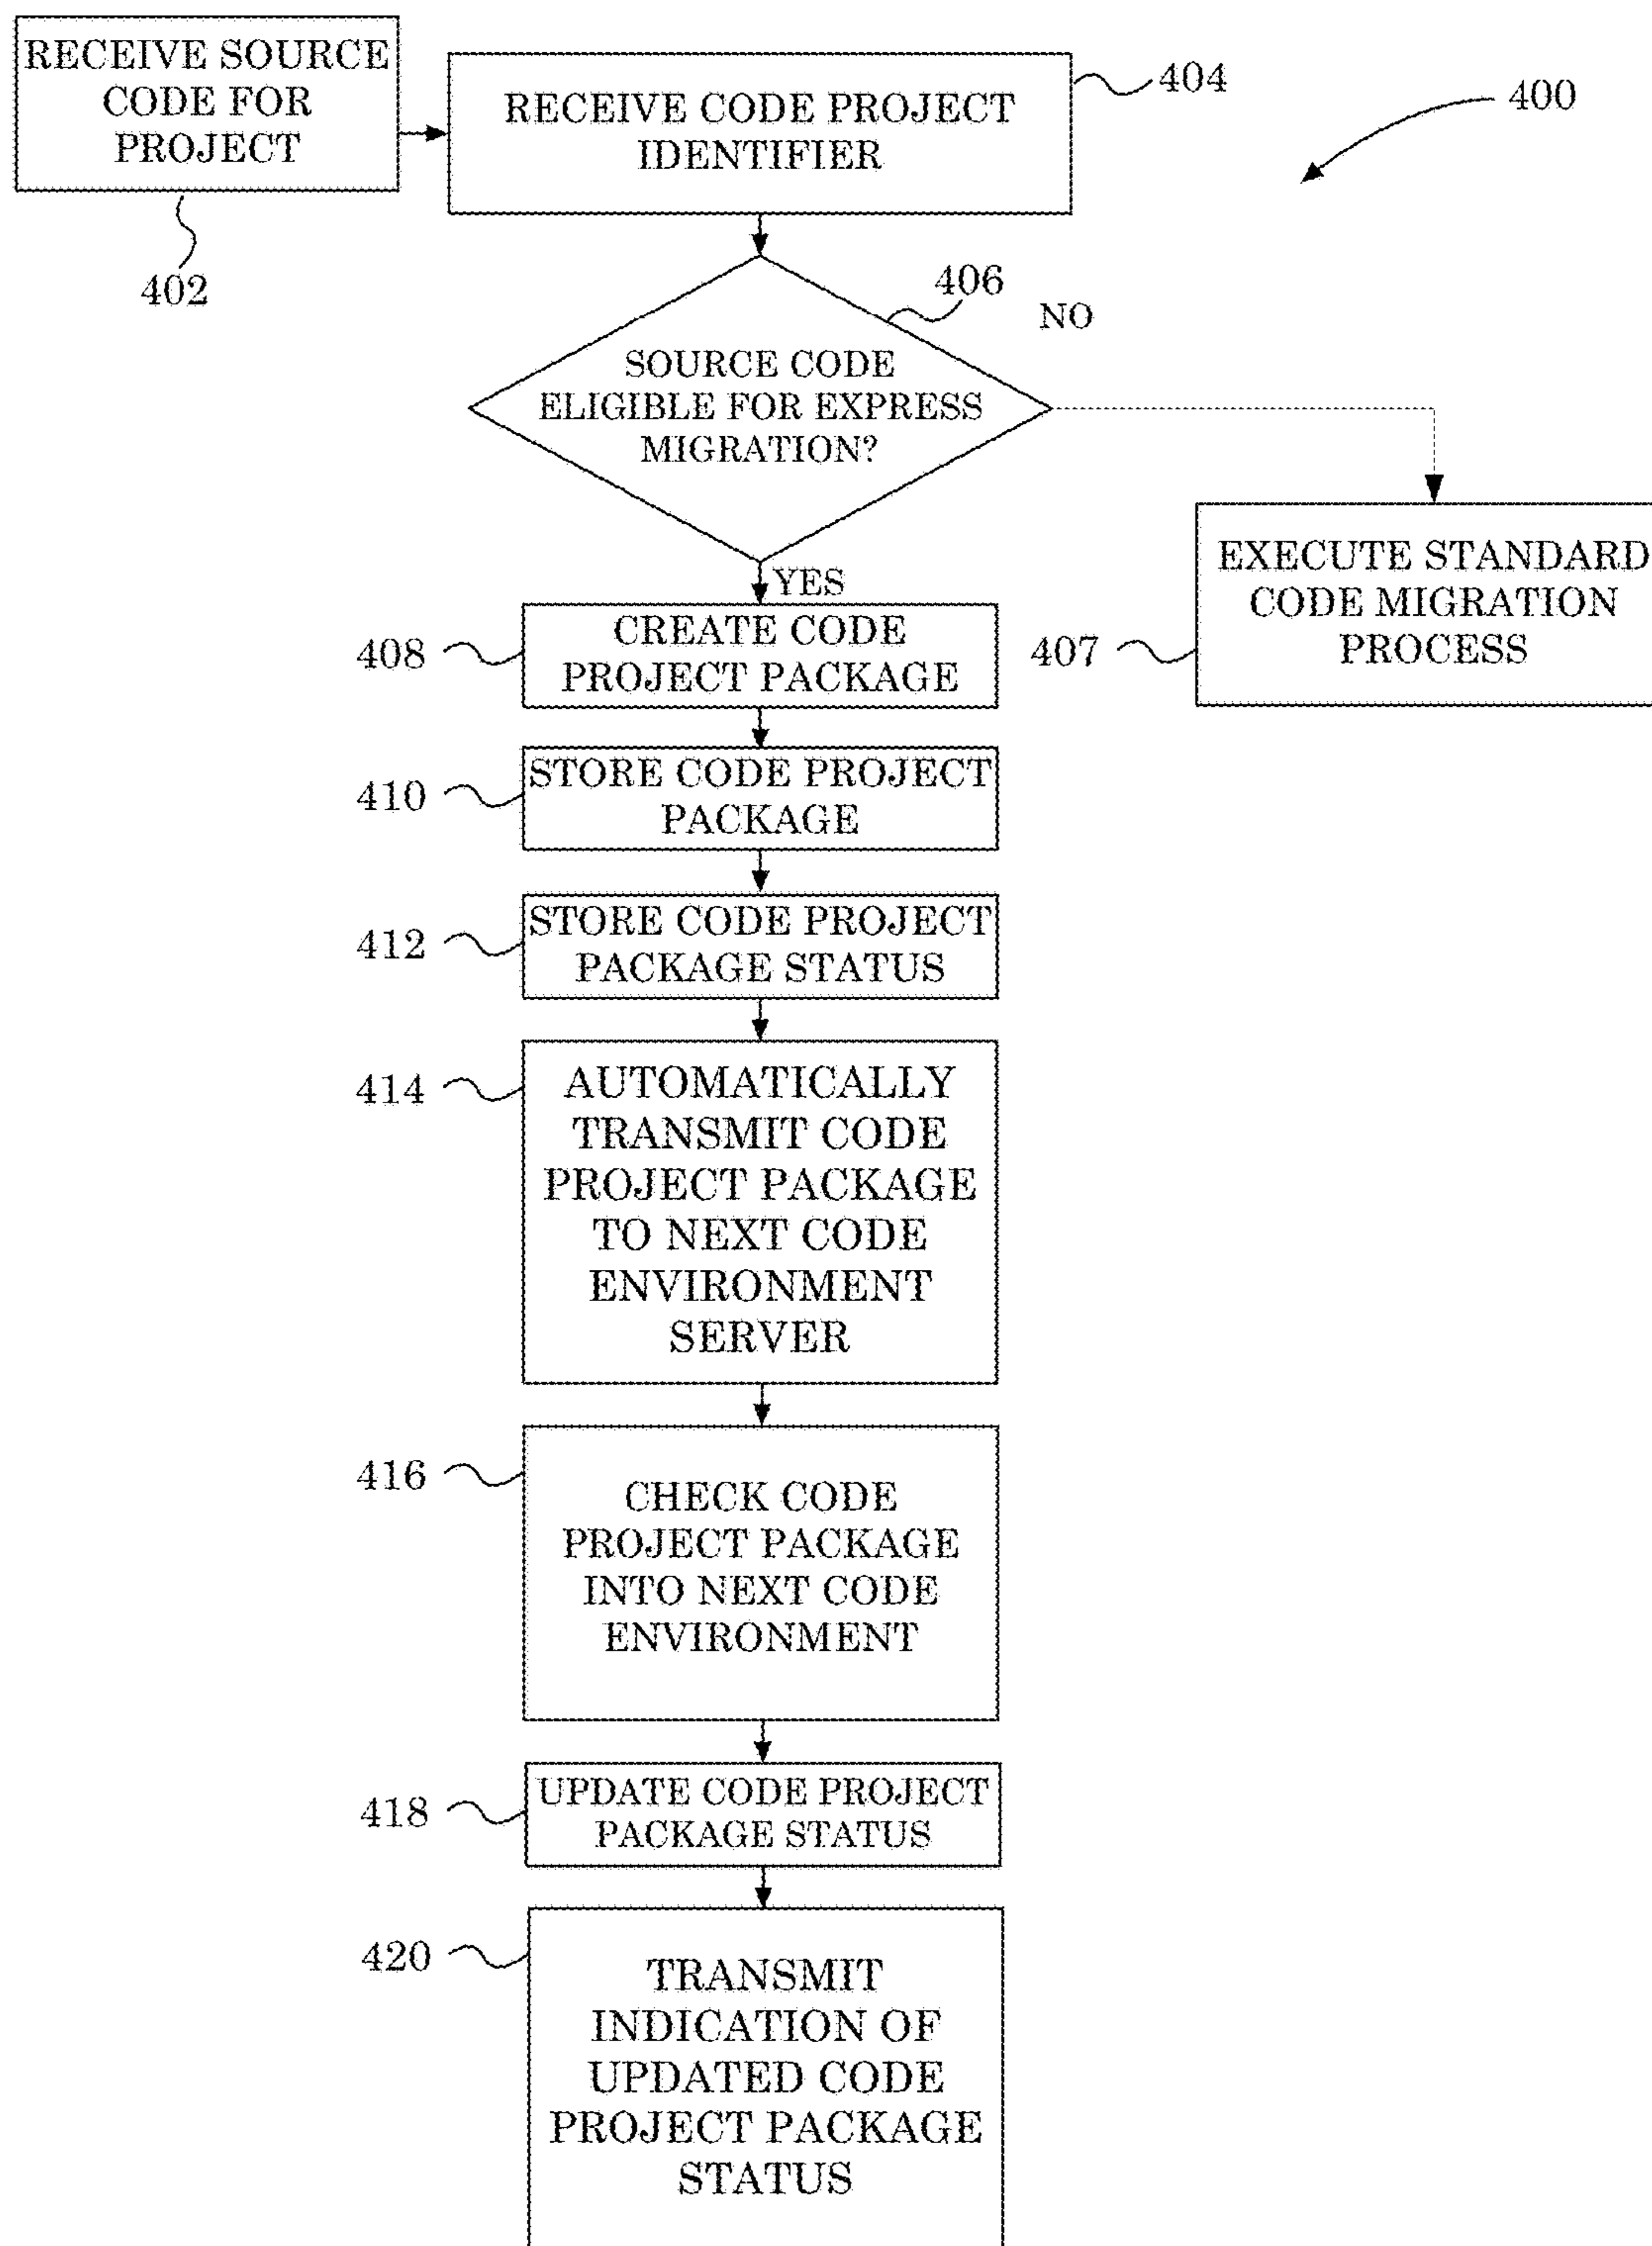 RECEIVE SOURCE
CODE FOR
PROJECT
402
RECEIVE CODE PROJECT
IDENTIFIER
404
400
406
SOURCE CODE
ELIGIBLE FOR EXPRESS
MIGRATION?
NO
YES
EXECUTE STANDARD
CODE MIGRATION
PROCESS
407
408
CREATE CODE
PROJECT PACKAGE
410
STORE CODE PROJECT
PACKAGE
412
STORE CODE PROJECT
PACKAGE STATUS
414
AUTOMATICALLY
TRANSMIT CODE
PROJECT PACKAGE
TO NEXT CODE
ENVIRONMENT
SERVER
416
CHECK CODE
PROJECT PACKAGE
INTO NEXT CODE
ENVIRONMENT
418
UPDATE CODE PROJECT
PACKAGE STATUS
420
TRANSMIT
INDICATION OF
UPDATED CODE
PROJECT PACKAGE
STATUS